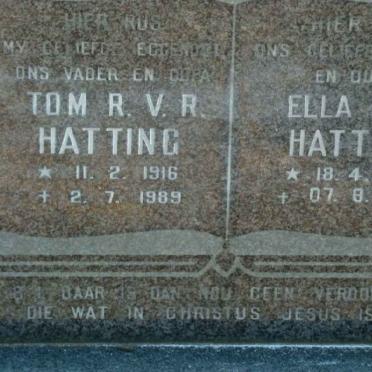 HIER RUS
MY GELIEFDE EGGENOOT
ONS VADER EN OUPA
TOM R. V. R.
HATTING
★ 11. 2. 1916
✝ 2. 7. 1989
HIER
ONS GELIEF
EN OU
ELLA
HATT
★ 18. 4.
✝ 07. 8.
8 1 DAAR IS DAN NOU GEEN VERDO
DIE WAT IN CHRISTUS JESUS IS